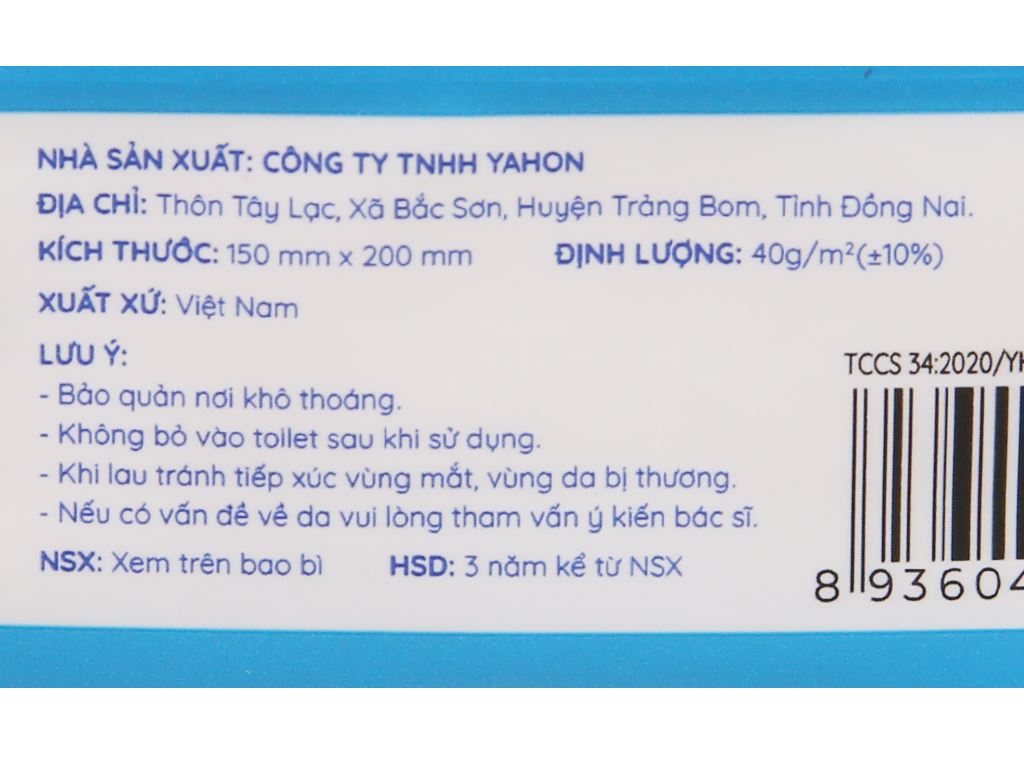 NHÀ SẢN XUẤT: CÔNG TY TNHH YAHON
ĐỊA CHỈ: Thôn Tây Lạc, Xã Bắc Sơn, Huyện Trảng Bom, Tỉnh Đồng Nai.
KÍCH THƯỚC: 150 mm x 200 mm ĐỊNH LƯỢNG: 40g/m²(±10%)
XUẤT XỨ: Việt Nam
LƯU Ý:
- Bảo quản nơi khô thoáng.
- Không bỏ vào toilet sau khi sử dụng.
- Khi lau tránh tiếp xúc vùng mắt, vùng da bị thương.
- Nếu có vấn đề về da vui lòng tham vấn ý kiến bác sĩ.
NSX: Xem trên bao bì HSD: 3 năm kể từ NSX
TCCS 34:2020/YH
8 93604